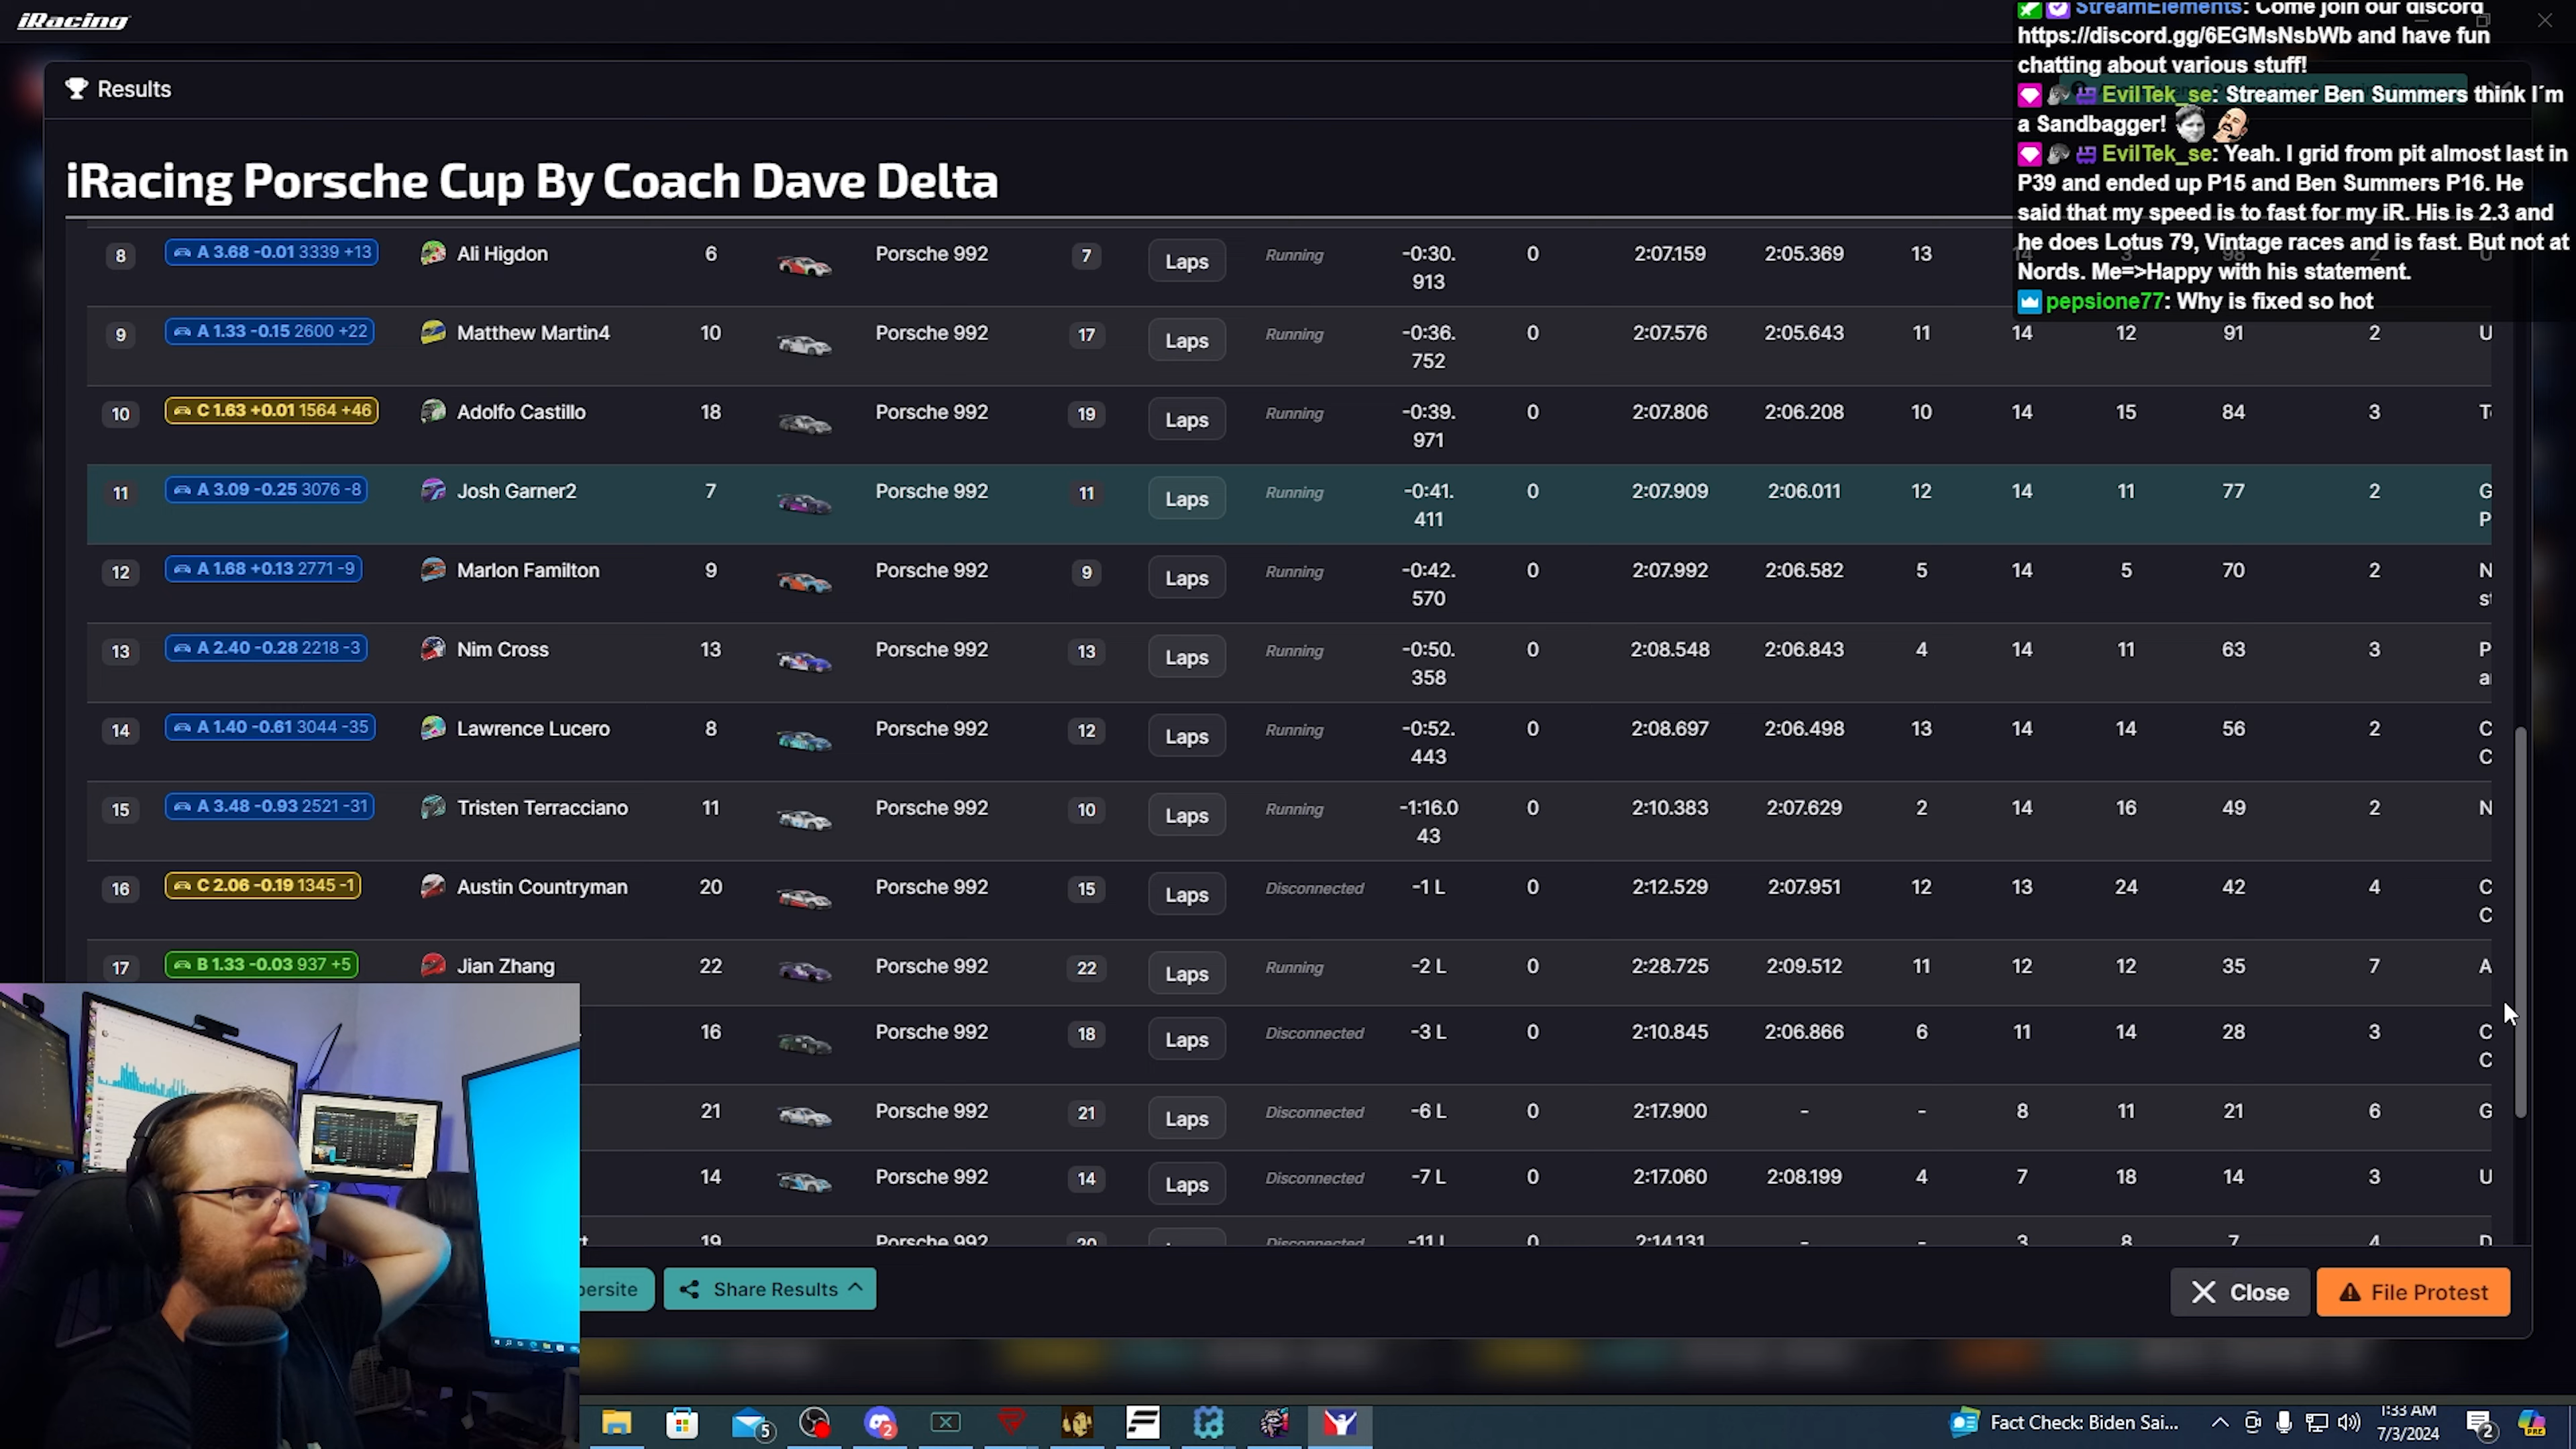 iRacing
Results
iRacing Porsche Cup By Coach Dave Delta
StreamElements: Come join our discord
https://discord.gg/6EGMsNsbWb and have fun
chatting about various stuff!
EvilTek_se: Streamer Ben Summers think I´m
a Sandbagger!
EvilTek_se: Yeah. I grid from pit almost last in
P39 and ended up P15 and Ben Summers P16. He
said that my speed is to fast for my iR. His is 2.3 and
he does Lotus 79, Vintage races and is fast. But not at
Nords. Me=>Happy with his statement.
pepsione77: Why is fixed so hot
8 A 3.68 -0.01 3339 +13 Ali Higdon 6 Porsche 992 7 Laps Running -0:30. 0 2:07.159 2:05.369 13 14 3 98 2 U
913
9 A 1.33 -0.15 2600 +22 Matthew Martin4 10 Porsche 992 17 Laps Running -0:36. 0 2:07.576 2:05.643 11 14 12 91 2 U
752
10 C 1.63 +0.01 1564 +46 Adolfo Castillo 18 Porsche 992 19 Laps Running -0:39. 0 2:07.806 2:06.208 10 14 15 84 3
971
11 A 3.09 -0.25 3076 -8 Josh Garner2 7 Porsche 992 11 Laps Running -0:41. 0 2:07.909 2:06.011 12 14 11 77 2 G
411 P
12 A 1.68 +0.13 2771 -9 Marlon Familton 9 Porsche 992 9 Laps Running -0:42. 0 2:07.992 2:06.582 5 14 5 70 2 N
570
13 A 2.40 -0.28 2218 -3 Nim Cross 13 Porsche 992 13 Laps Running -0:50. 0 2:08.548 2:06.843 4 14 11 63 3 P
358
14 A 1.40 -0.61 3044 -35 Lawrence Lucero 8 Porsche 992 12 Laps Running -0:52. 0 2:08.697 2:06.498 13 14 14 56 2 C
443 C
15 A 3.48 -0.93 2521 -31 Tristen Terracciano 11 Porsche 992 10 Laps Running -1:16.0 0 2:10.383 2:07.629 2 14 16 49 2 N
43
16 C 2.06 -0.19 1345 -1 Austin Countryman 20 Porsche 992 15 Laps Disconnected -1 L 0 2:12.529 2:07.951 12 13 24 42 4 C
C
17 B 1.33 -0.03 937 +5 Jian Zhang 22 Porsche 992 22 Laps Running -2 L 0 2:28.725 2:09.512 11 12 12 35 7 A
16 Porsche 992 18 Laps Disconnected -3 L 0 2:10.845 2:06.866 6 11 14 28 3 C
C
21 Porsche 992 21 Laps Disconnected -6 L 0 2:17.900 - - 8 11 21 6 G
14 Porsche 992 14 Laps Disconnected -7 L 0 2:17.060 2:08.199 4 7 18 14 3 U
19 Porsche 992 20 Disconnected -11 L 0 2:14.131 - - 3 8 7 4 D
Share Results
Close
File Protest
5
2
Fact Check: Biden Sai...
1:33 AM
7/3/2024
2
PRE